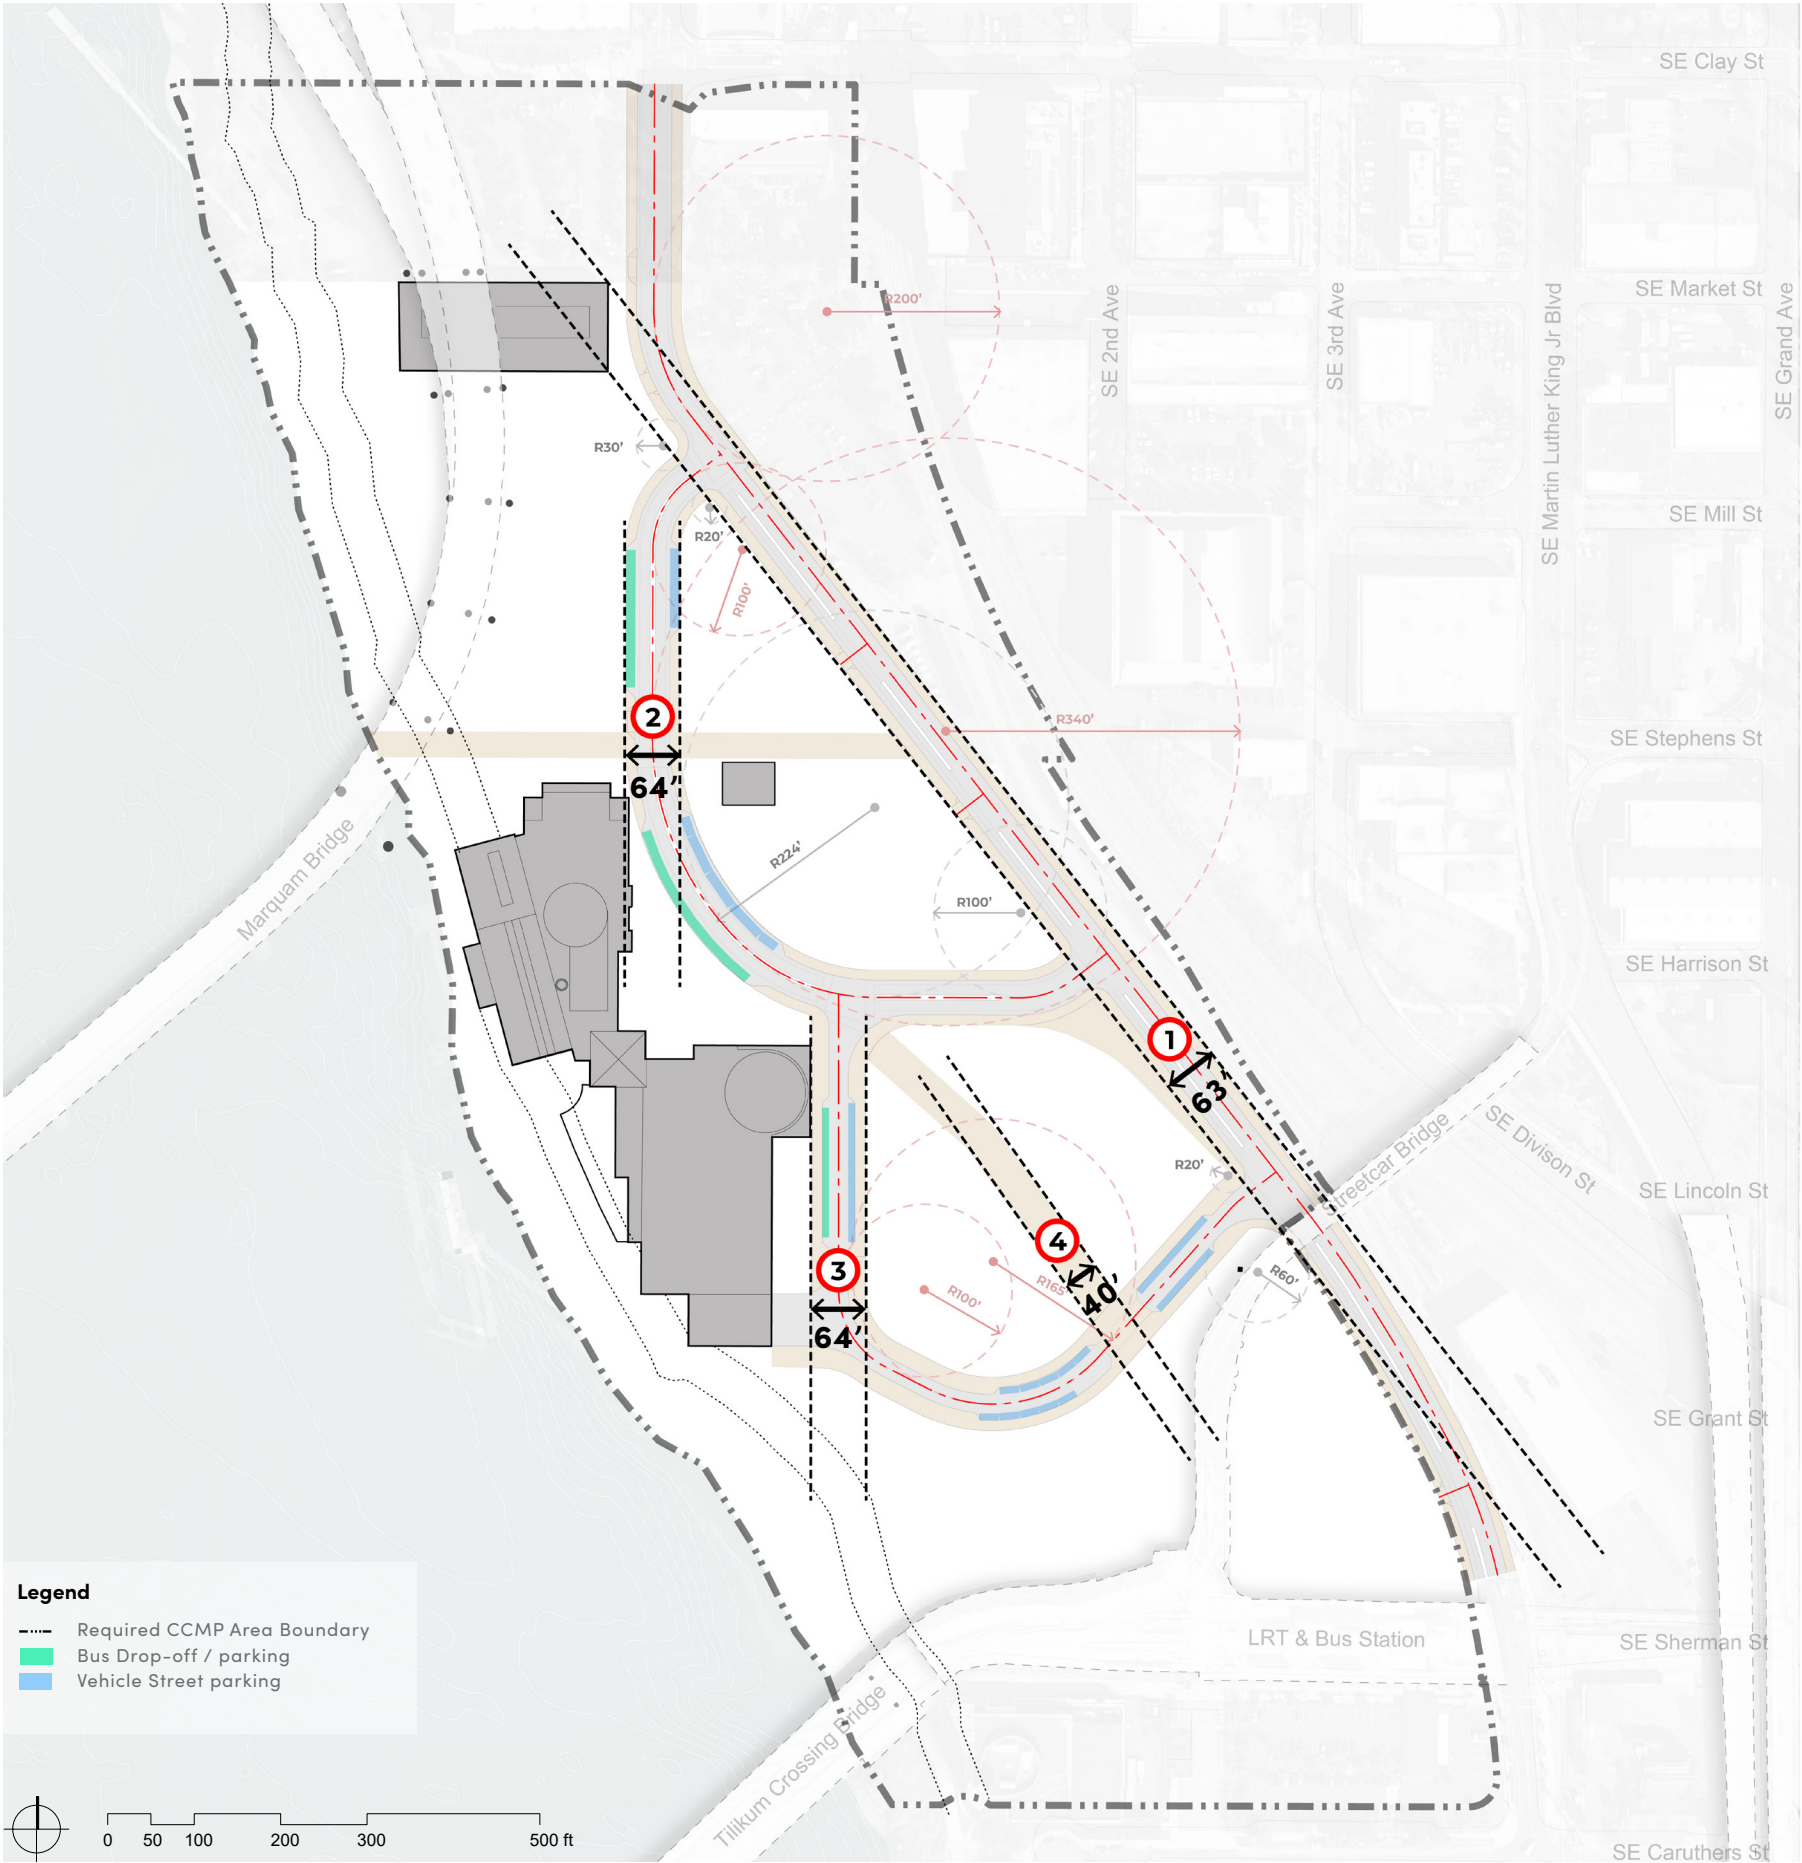 SE Clay St
SE Market St
SE Grand Ave
SE 2nd Ave
SE 3rd Ave
SE Martin Luther King Jr Blvd
R200'
R30'
R20'
SE Mill St
R100'
2
R340'
SE Stephens St
64'
R224'
Marquam Bridge
R100'
SE Harrison St
1
63'
Streetcar Bridge
SE Divison St
R20'
SE Lincoln St
4
3
R165'
R60'
R100'
40'
64'
SE Grant St
Legend
Required CCMP Area Boundary
Bus Drop-off / parking
Vehicle Street parking
LRT & Bus Station
SE Sherman St
Tilikum Crossing Bridge
0 50 100 200 300 500 ft
SE Caruthers St